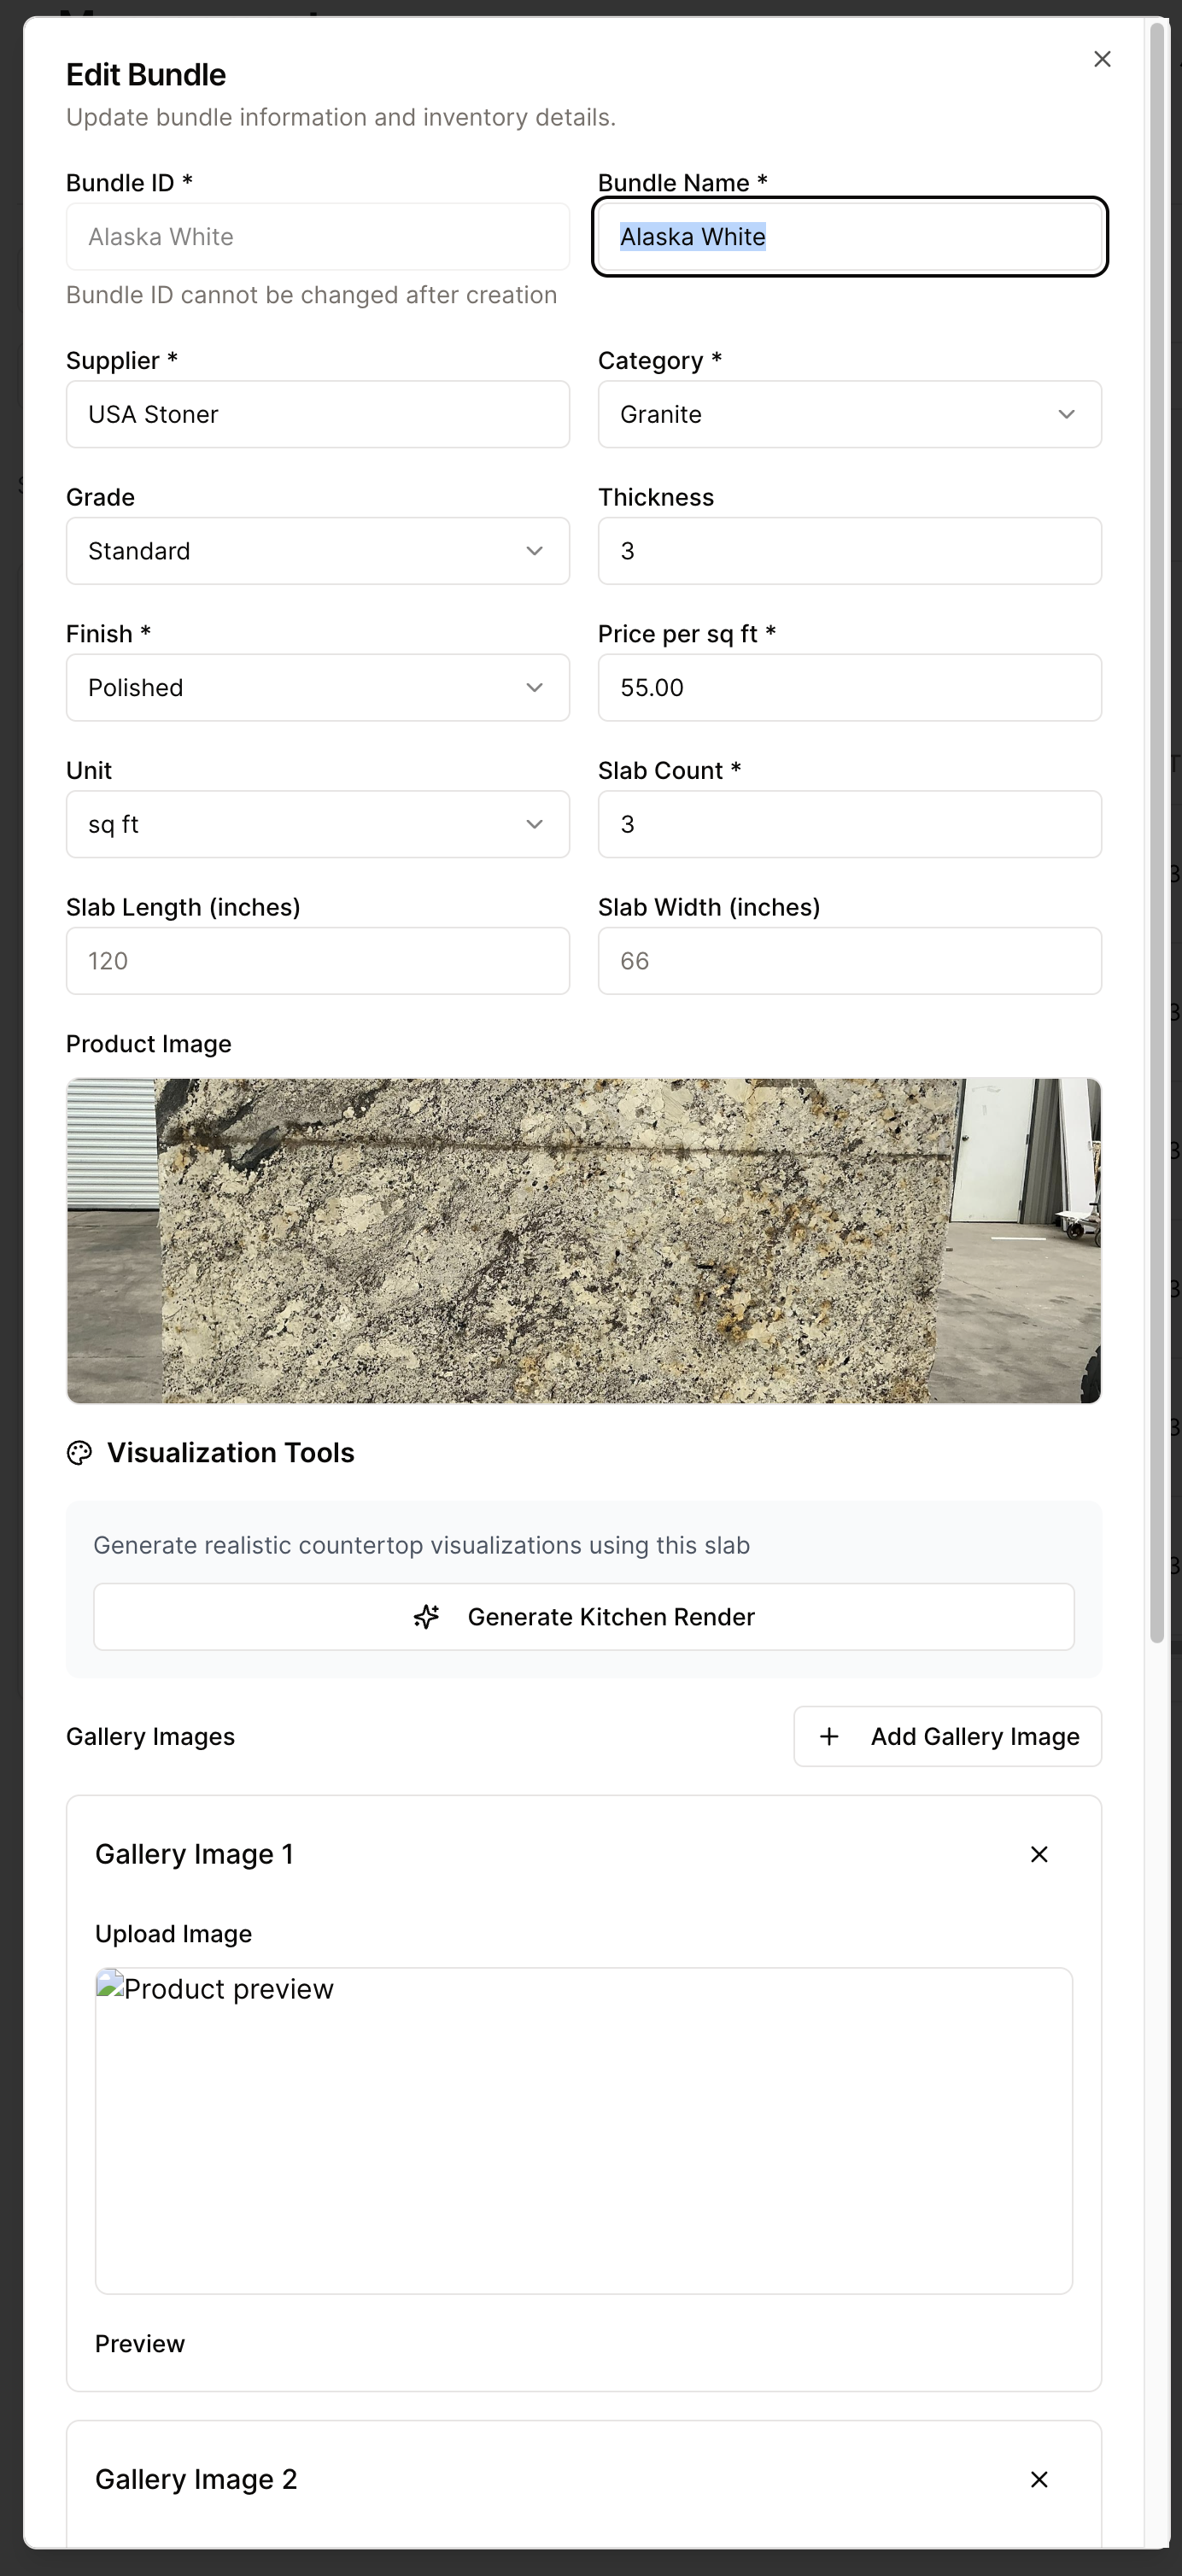 Edit Bundle
Update bundle information and inventory details.
Bundle ID *
Bundle Name *
Alaska White
Alaska White
Bundle ID cannot be changed after creation
Supplier *
Category *
USA Stoner
Granite
Grade
Thickness
Standard
3
Finish *
Price per sq ft *
Polished
55.00
Unit
Slab Count *
sq ft
3
Slab Length (inches)
Slab Width (inches)
120
66
Product Image
Visualization Tools
Generate realistic countertop visualizations using this slab
Generate Kitchen Render
Gallery Images
Add Gallery Image
Gallery Image 1
Upload Image
Product preview
Preview
Gallery Image 2